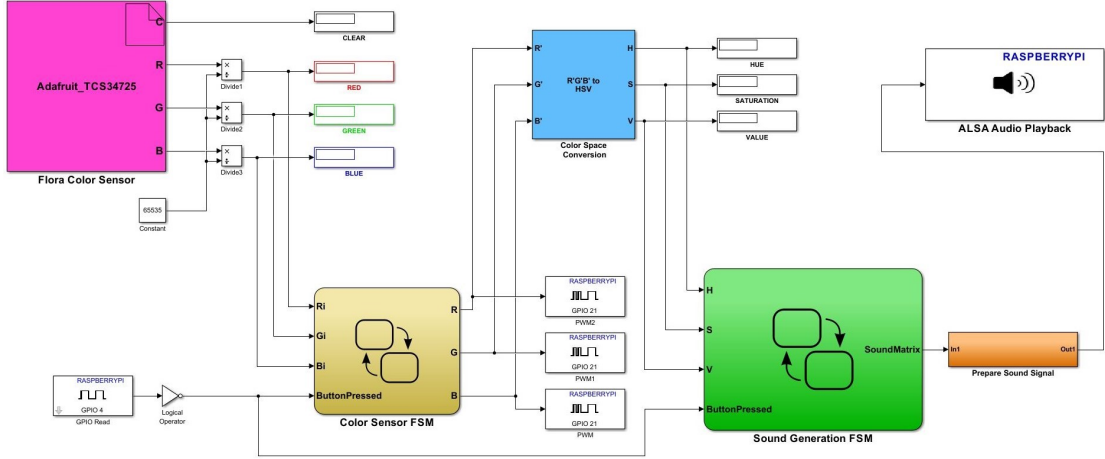 Adafruit_TCS34725
C
R
G
B
Flora Color Sensor
×
÷
Divide1
×
÷
Divide2
×
÷
Divide3
65535
Constant
CLEAR
RED
GREEN
BLUE
R'
G'
B'
R'G'B' to
HSV
H
S
V
Color Space
Conversion
HUE
SATURATION
VALUE
RASPBERRYPI
ALSA Audio Playback
RASPBERRYPI
GPIO 4
GPIO Read
Logical
Operator
Ri
Gi
Bi
ButtonPressed
R
G
B
Color Sensor FSM
RASPBERRYPI
GPIO 21
PWM2
RASPBERRYPI
GPIO 21
PWM1
RASPBERRYPI
GPIO 21
PWM
H
S
V
ButtonPressed
SoundMatrix
Sound Generation FSM
In1
Out1
Prepare Sound Signal